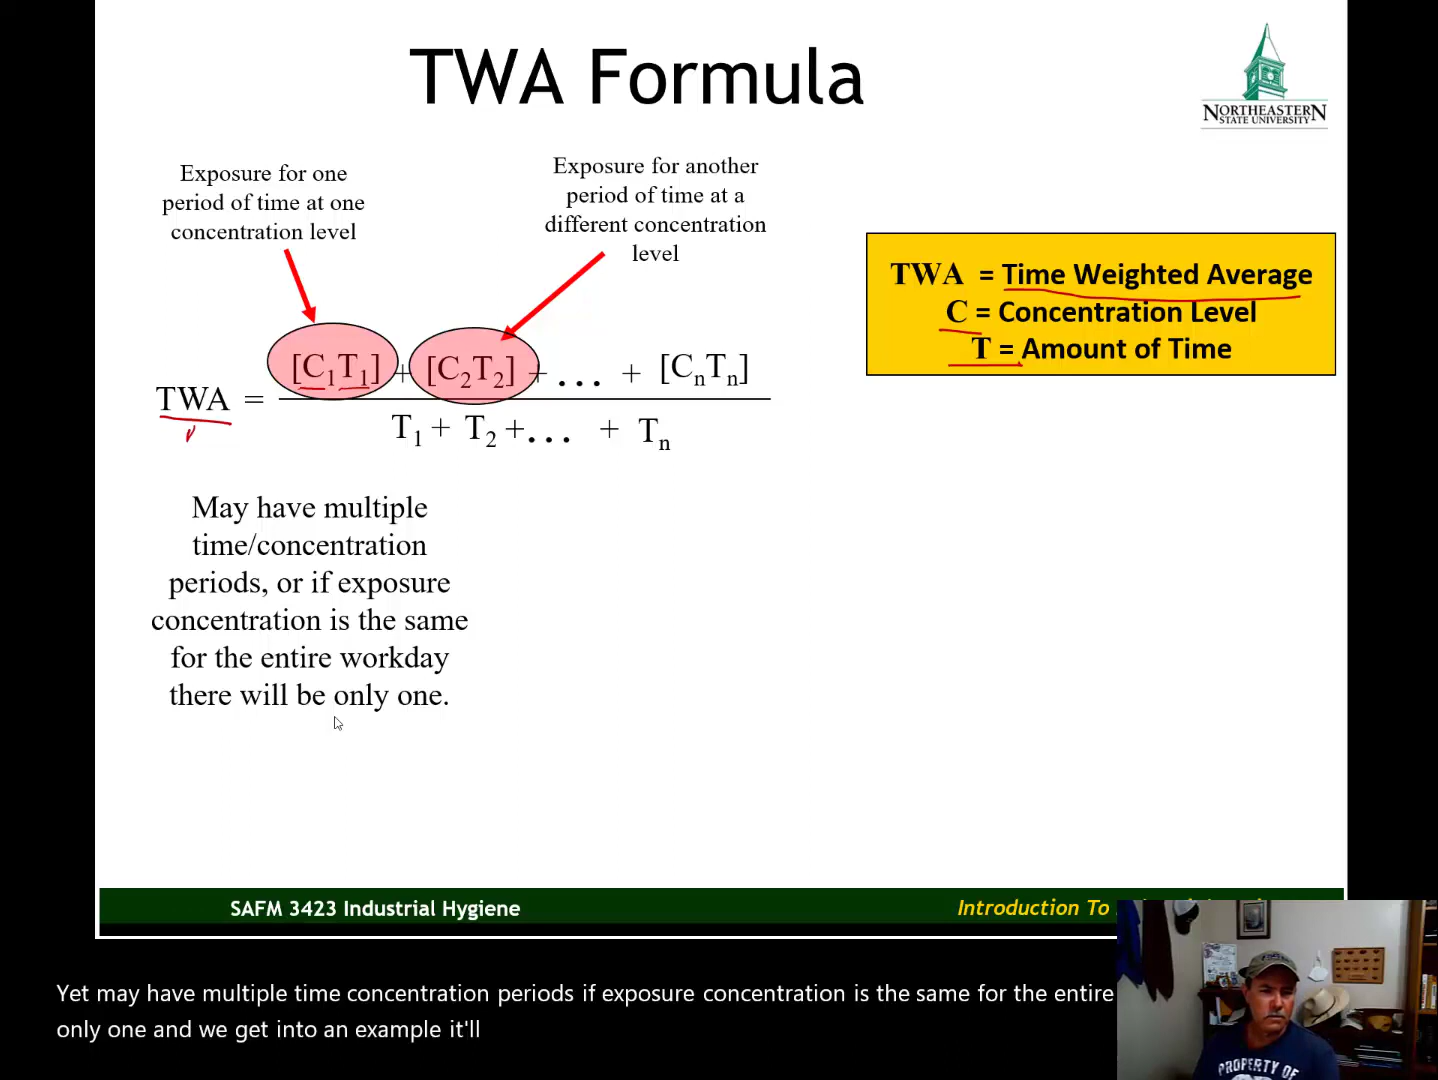 TWA Formula
NORTHEASTERN
STATE UNIVERSITY
Exposure for one
period of time at one
concentration level
Exposure for another
period of time at a
different concentration
level
TWA = Time Weighted Average
C = Concentration Level
T = Amount of Time
[C1T1] + [C2T2] + ... + [CnTn]
TWA =
T1 + T2 +... + Tn
May have multiple
time/concentration
periods, or if exposure
concentration is the same
for the entire workday
there will be only one.
SAFM 3423 Industrial Hygiene
Introduction To
Yet may have multiple time concentration periods if exposure concentration is the same for the entire
only one and we get into an example it'll
PROPERTY OF